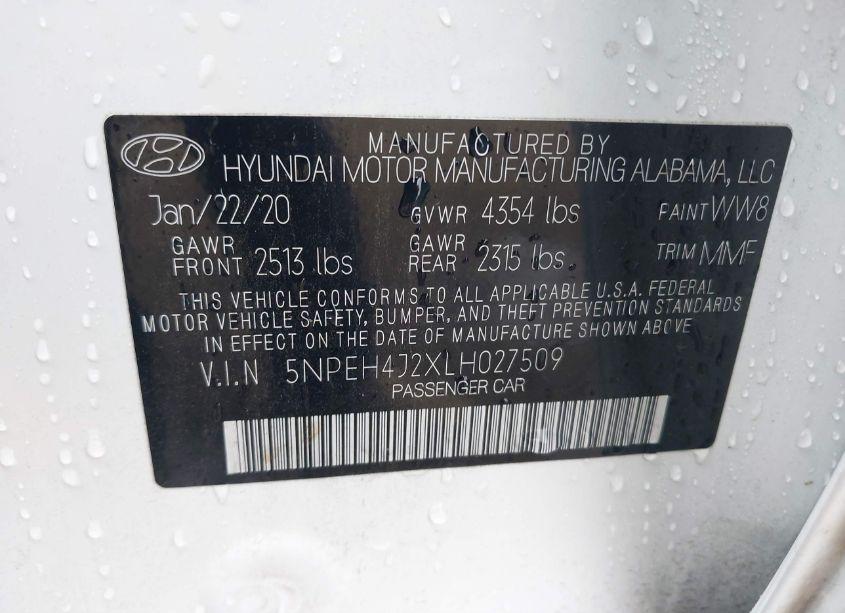 MANUFACTURED BY
HYUNDAI MOTOR MANUFACTURING ALABAMA, LLC
Jan/22/20 GVWR 4354 lbs PAINT WW8
GAWR FRONT 2513 lbs GAWR REAR 2315 lbs. TRIM MMF
THIS VEHICLE CONFORMS TO ALL APPLICABLE U.S.A. FEDERAL
MOTOR VEHICLE SAFETY, BUMPER, AND THEFT PREVENTION STANDARDS
IN EFFECT ON THE DATE OF MANUFACTURE SHOWN ABOVE
V.I.N 5NPEH4J2XLH027509
PASSENGER CAR